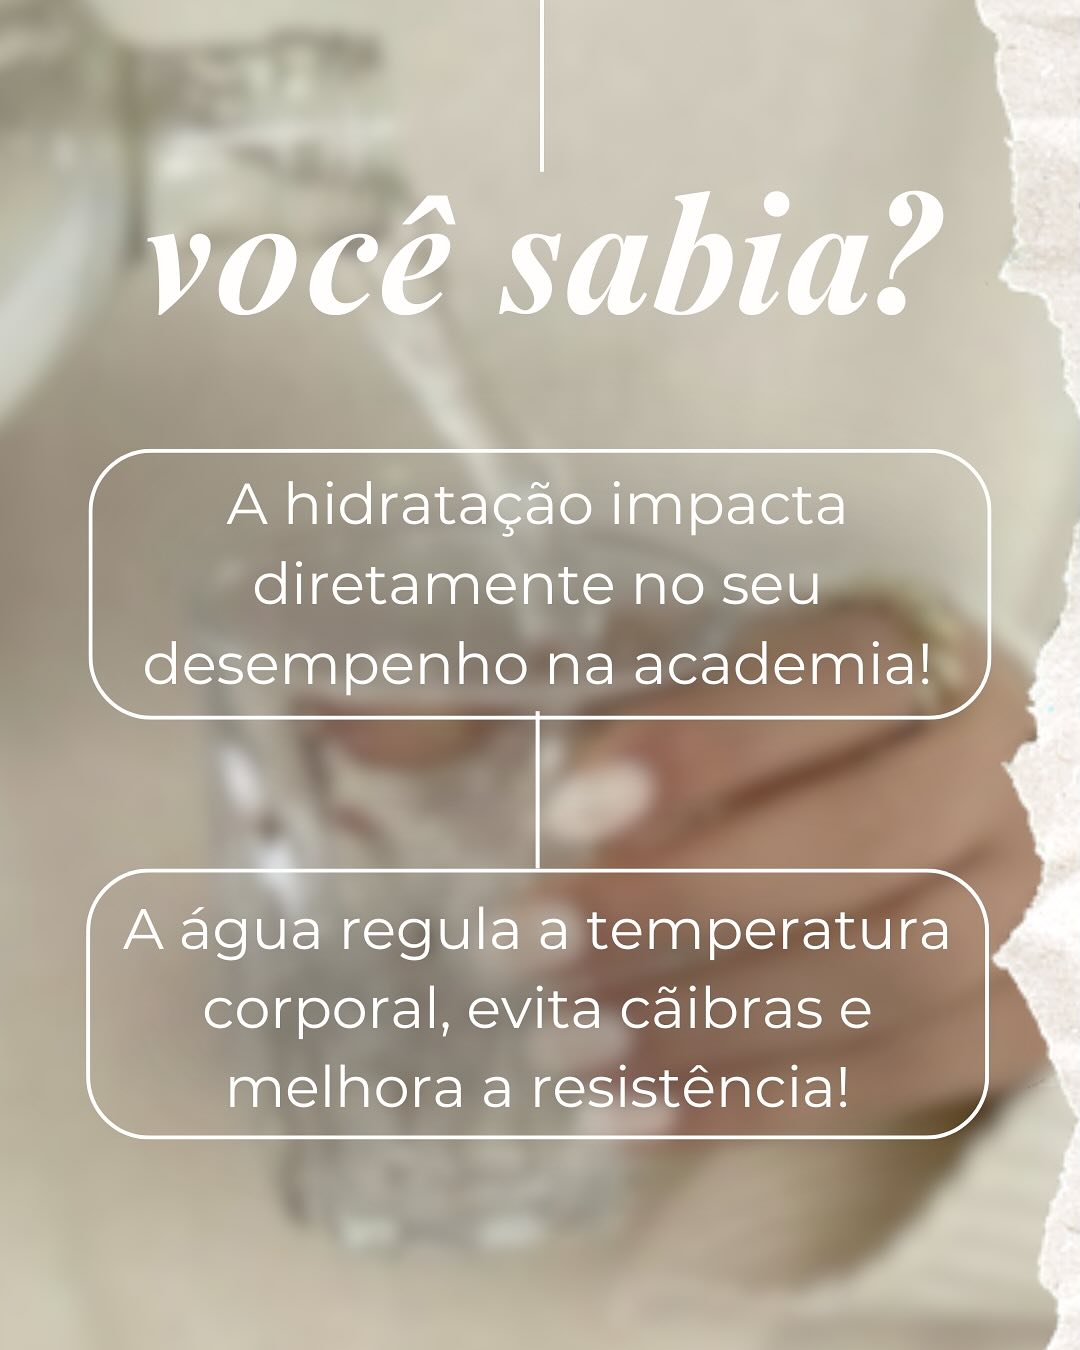 você sabia?
A hidratação impacta
diretamente no seu
desempenho na academia!
A água regula a temperatura
corporal, evita cãibras e
melhora a resistência!